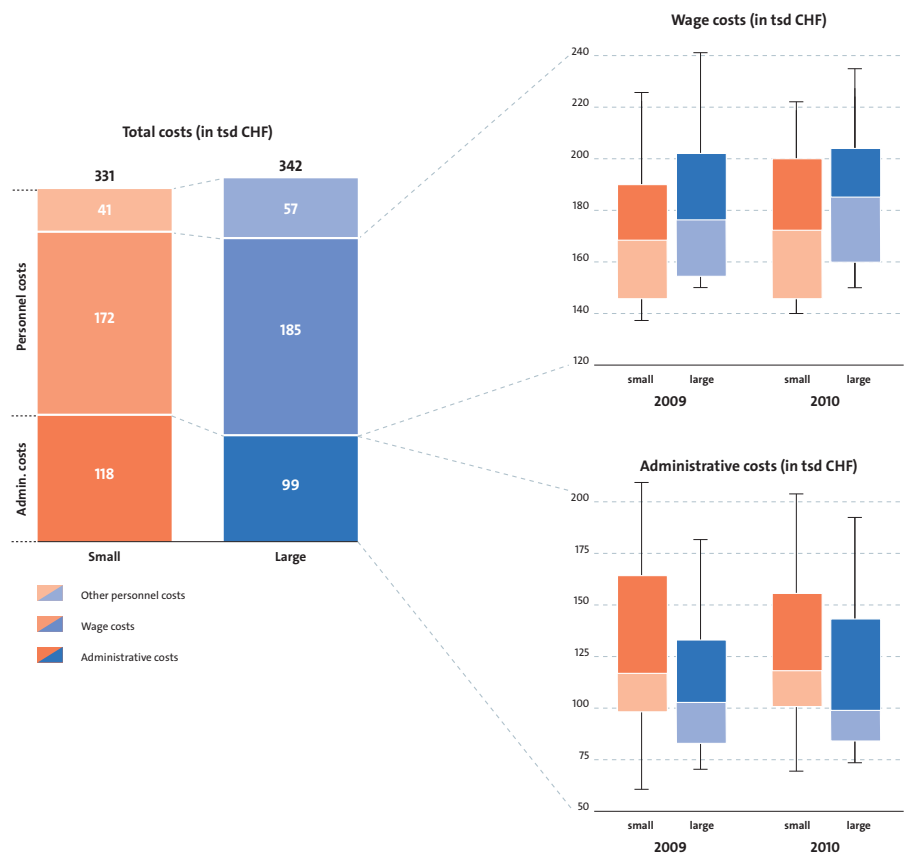 Total costs (in tsd CHF)
331
342
41
57
172
185
118
99
Personnel costs
Admin. costs
Small
Large
Other personnel costs
Wage costs
Administrative costs
Wage costs (in tsd CHF)
240
220
200
180
160
140
120
small large small large
2009 2010
Administrative costs (in tsd CHF)
200
175
150
125
100
75
50
small large small large
2009 2010